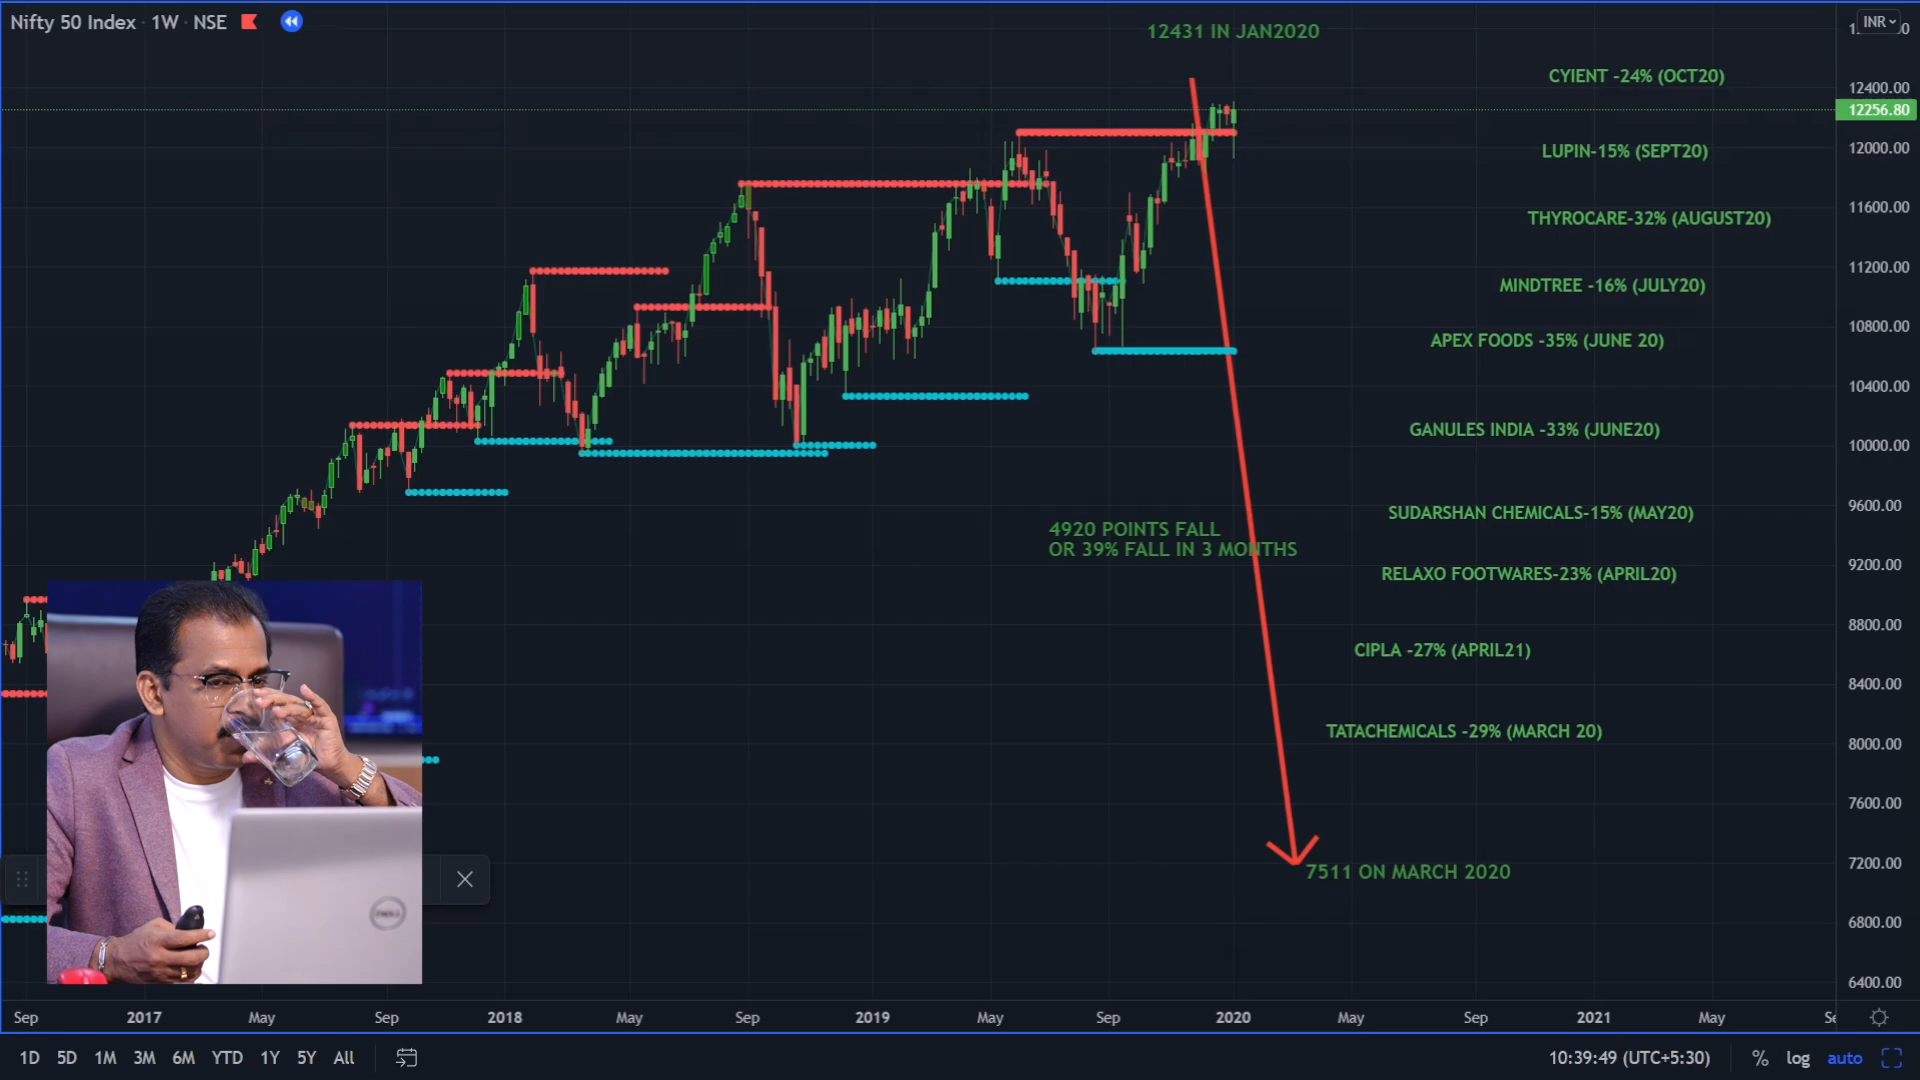 Nifty 50 Index · 1W · NSE
INR
12431 IN JAN2020
CYIENT -24% (OCT20)
12400.00
12256.80
LUPIN-15% (SEPT20)
12000.00
THYROCARE-32% (AUGUST20)
11600.00
11200.00
MINDTREE -16% (JULY20)
10800.00
APEX FOODS -35% (JUNE 20)
10400.00
GANULES INDIA -33% (JUNE20)
10000.00
9600.00
SUDARSHAN CHEMICALS-15% (MAY20)
4920 POINTS FALL
OR 39% FALL IN 3 MONTHS
9200.00
RELAXO FOOTWARES-23% (APRIL20)
8800.00
CIPLA -27% (APRIL21)
8400.00
TATACHEMICALS -29% (MARCH 20)
8000.00
7600.00
7200.00
7511 ON MARCH 2020
DELL
6800.00
6400.00
Sep 2017 May Sep 2018 May Sep 2019 May Sep 2020 May Sep 2021 May
1D 5D 1M 3M 6M YTD 1Y 5Y All
10:39:49 (UTC+5:30) % log auto